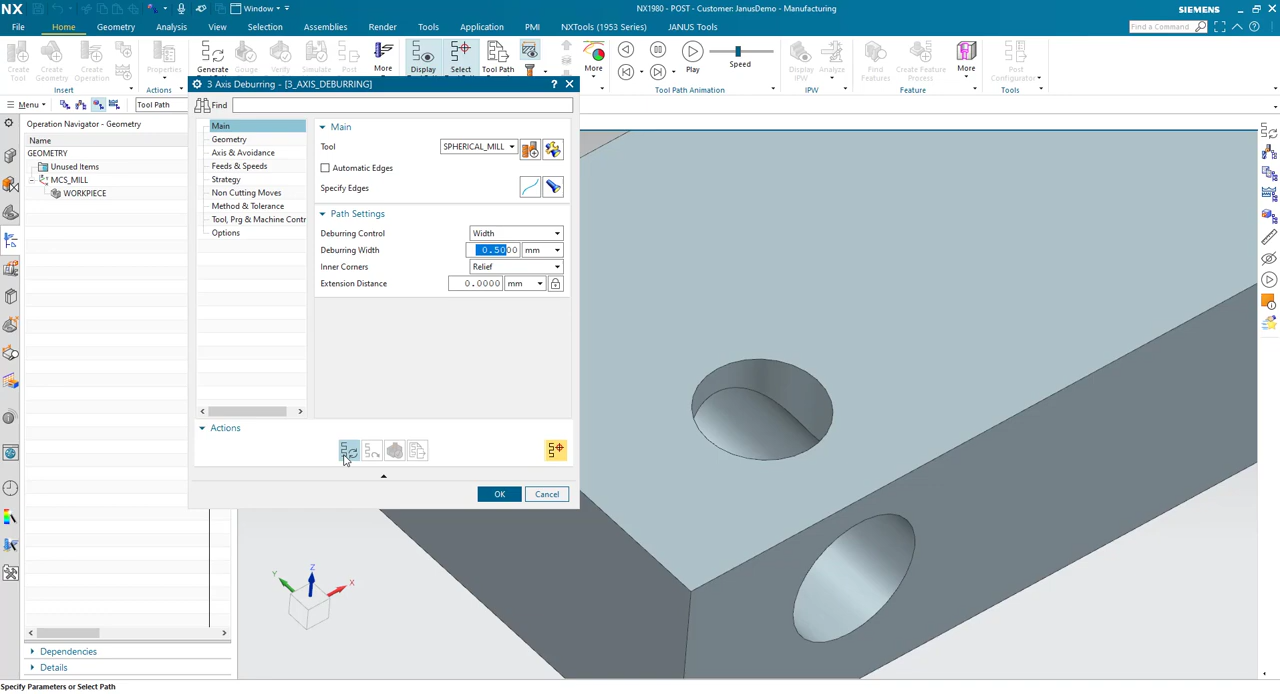 NX Window NX1980 - POST - Customer: JanusDemo - Manufacturing SIEMENS
File Home Geometry Analysis View Selection Assemblies Render Tools Application PMI NXTools (1953 Series) JANUS Tools Find a Command
Create Tool Create Geometry Create Operation Properties Generate Gouge Verify Simulate Post More Display Select Tool Path More Play Speed Display IPW Analyze Find Features Create Feature Process More Post Configurator
Insert Actions Tool Path Animation IPW Feature Tools
Menu Tool Path
3 Axis Deburring - [3_AXIS_DEBURRING] ?
Find
Operation Navigator - Geometry
Name
GEOMETRY
Unused Items
MCS_MILL
WORKPIECE
Main
Geometry
Axis & Avoidance
Feeds & Speeds
Strategy
Non Cutting Moves
Method & Tolerance
Tool, Prg & Machine Contr
Options
Main
Tool SPHERICAL_MILL
Automatic Edges
Specify Edges
Path Settings
Deburring Control Width
Deburring Width 0.5000 mm
Inner Corners Relief
Extension Distance 0.0000 mm
Actions
OK Cancel
Z
Y
X
Dependencies
Details
Specify Parameters or Select Path